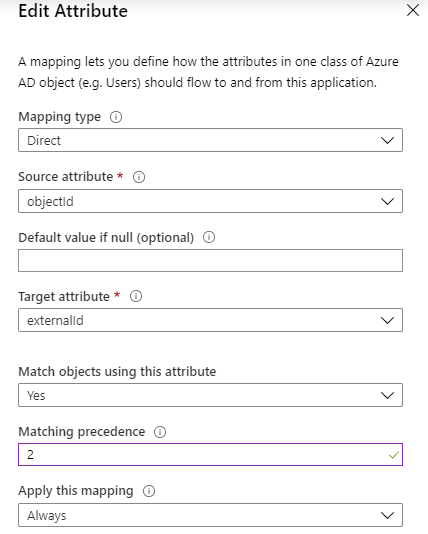 Edit Attribute
A mapping lets you define how the attributes in one class of Azure
AD object (e.g. Users) should flow to and from this application.
Mapping type
Direct
Source attribute *
objectId
Default value if null (optional)
Target attribute *
externalId
Match objects using this attribute
Yes
Matching precedence
2
Apply this mapping
Always